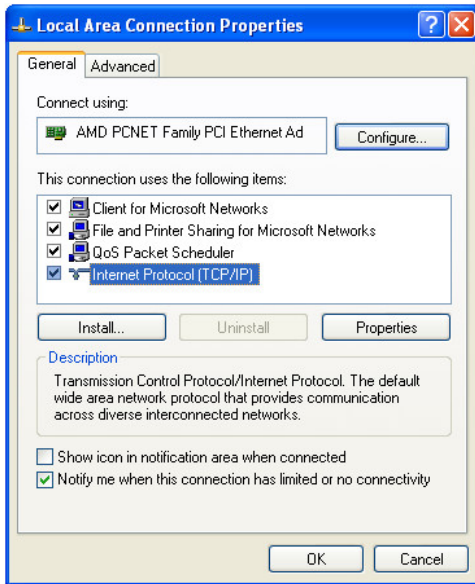 Local Area Connection Properties
General Advanced
Connect using:
AMD PCNET Family PCI Ethernet Ad
Configure...
This connection uses the following items:
Client for Microsoft Networks
File and Printer Sharing for Microsoft Networks
QoS Packet Scheduler
Internet Protocol (TCP/IP)
Install... Uninstall Properties
Description
Transmission Control Protocol/Internet Protocol. The default
wide area network protocol that provides communication
across diverse interconnected networks.
Show icon in notification area when connected
Notify me when this connection has limited or no connectivity
OK Cancel